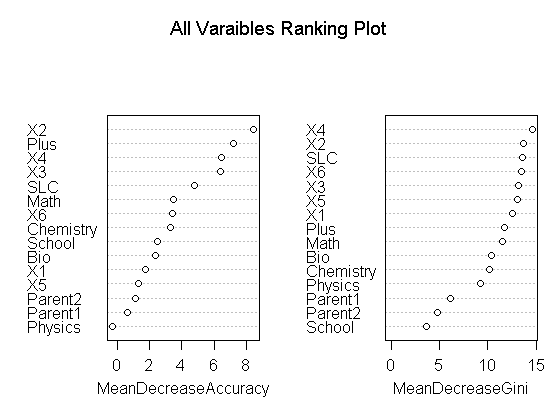 All Varaibles Ranking Plot
X2
Plus
X4
X3
SLC
Math
X6
Chemistry
School
Bio
X1
X5
Parent2
Parent1
Physics
0 2 4 6 8
MeanDecreaseAccuracy
X4
X2
SLC
X6
X3
X5
X1
Plus
Math
Bio
Chemistry
Physics
Parent1
Parent2
School
0 5 10 15
MeanDecreaseGini